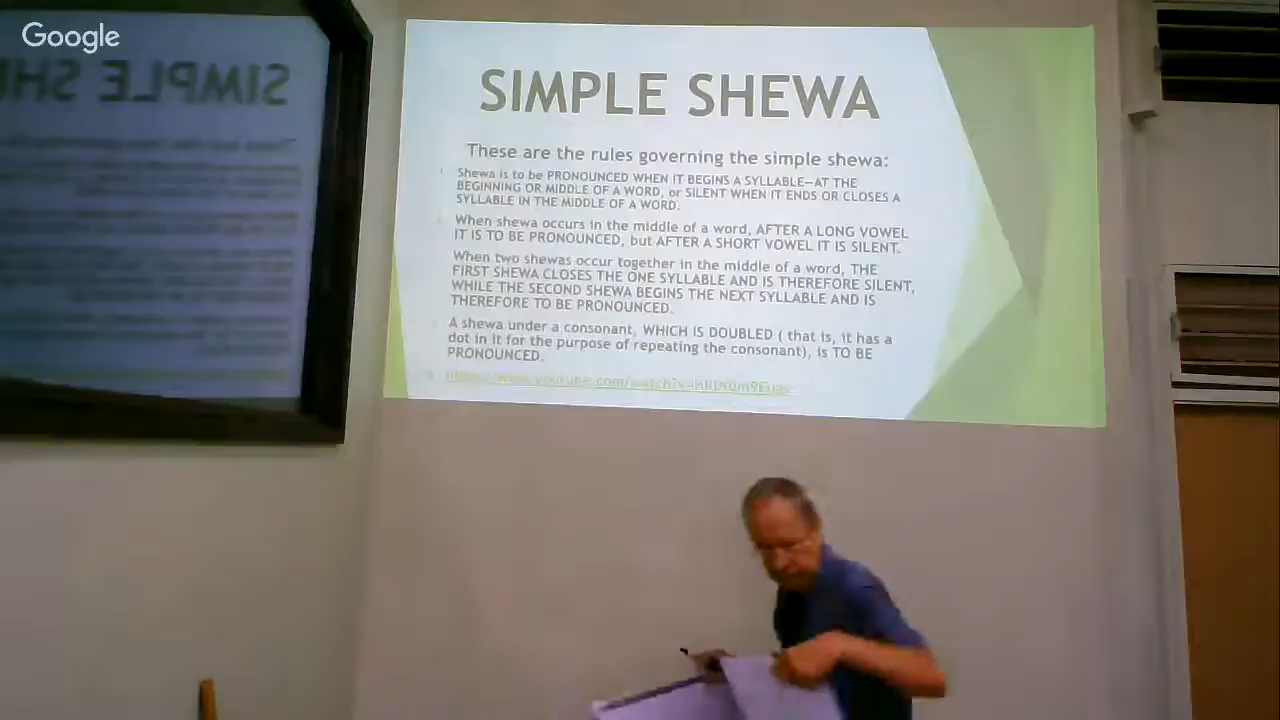 Google
SIMPLE SHEWA
These are the rules governing the simple shewa:
Shewa is to be PRONOUNCED WHEN IT BEGINS A SYLLABLE—AT THE
BEGINNING OR MIDDLE OF A WORD, or SILENT WHEN IT ENDS OR CLOSES A
SYLLABLE IN THE MIDDLE OF A WORD.
When shewa occurs in the middle of a word, AFTER A LONG VOWEL
IT IS TO BE PRONOUNCED, but AFTER A SHORT VOWEL IT IS SILENT.
When two shewas occur together in the middle of a word, THE
FIRST SHEWA CLOSES THE ONE SYLLABLE AND IS THEREFORE SILENT,
WHILE THE SECOND SHEWA BEGINS THE NEXT SYLLABLE AND IS
THEREFORE TO BE PRONOUNCED.
A shewa under a consonant, WHICH IS DOUBLED ( that is, it has a
dot in it for the purpose of repeating the consonant), is TO BE
PRONOUNCED.